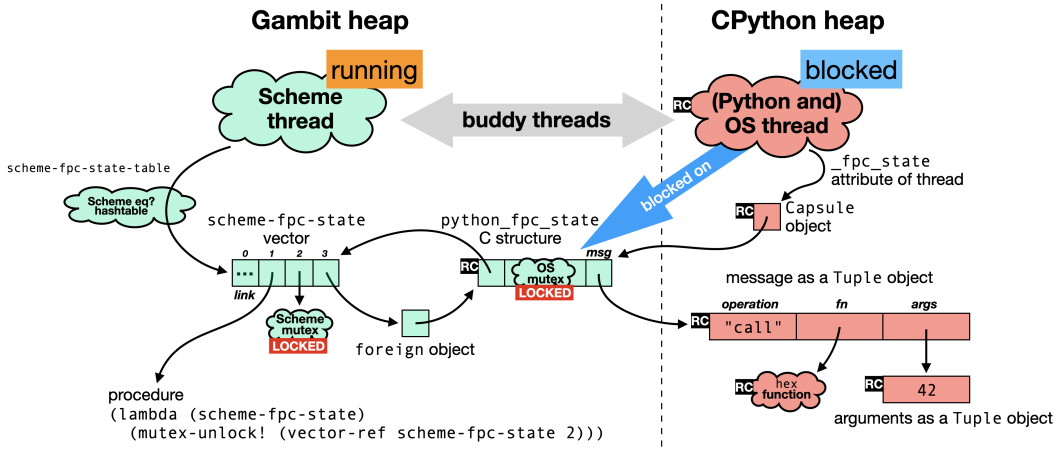 Gambit heap
CPython heap
running
blocked
Scheme
thread
buddy threads
RC
(Python and)
OS thread
scheme-fpc-state-table
Scheme eq?
hashtable
blocked on
_fpc_state
attribute of thread
RC
Capsule
object
scheme-fpc-state
vector
python_fpc_state
C structure
0 1 2 3
...
link
RC
OS
mutex
LOCKED
msg
Scheme
mutex
LOCKED
foreign object
message as a Tuple object
operation fn args
RC
"call"
RC
hex
function
RC
42
arguments as a Tuple object
procedure
(lambda (scheme-fpc-state)
(mutex-unlock! (vector-ref scheme-fpc-state 2)))